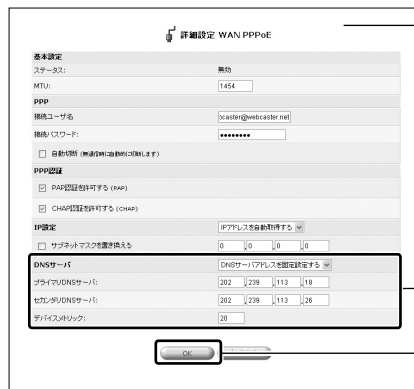 詳細設定 WAN PPPoE
基本設定
ステータス: 無効
MTU: 1454
PPP
接続ユーザ名 ocaster@webcaster.net
接続パスワード: ●●●●●●●●
自動切断 (無通信時に自動的に切断します)
PPP認証
PAP認証を許可する (PAP)
CHAP認証を許可する (CHAP)
IP設定 IPアドレスを自動取得する
サブネットマスクを書き換える 0 .0 .0 .0
DNSサーバ DNSサーバアドレスを固定設定する
プライマリDNSサーバ: 202 .239 .113 .18
セカンダリDNSサーバ: 202 .239 .113 .26
デバイスメトリック: 20
OK